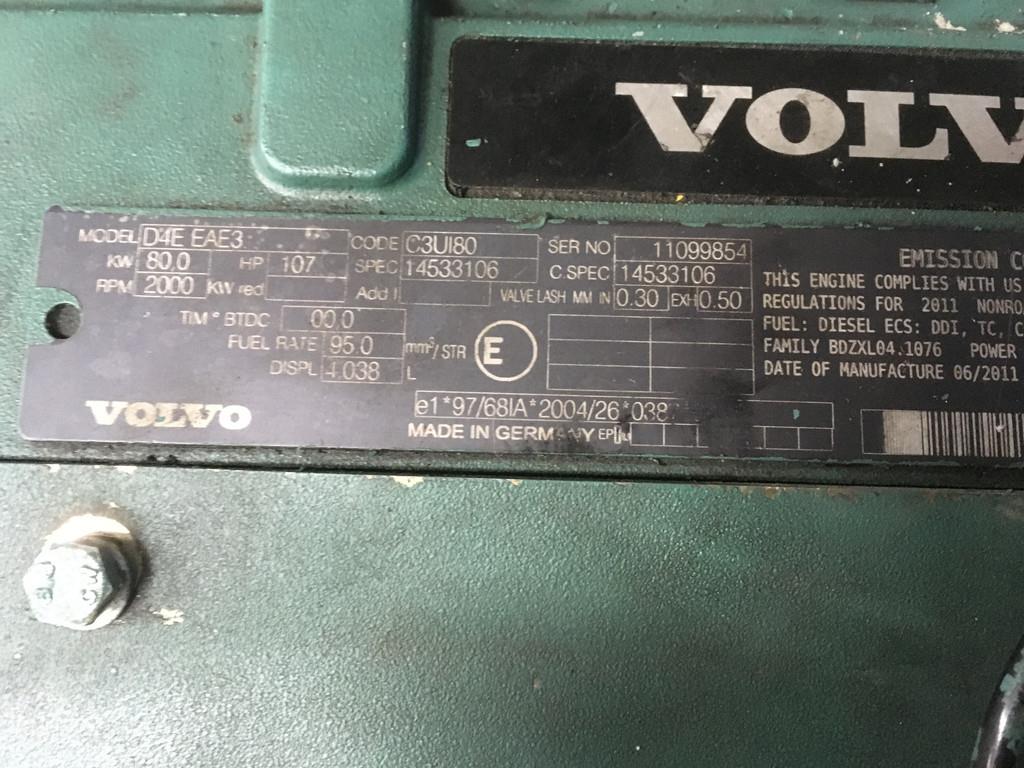 VOLV
MODEL D4E EAE3 CODE C3UI80 SER NO 11099854
KW 80.0 HP 107 SPEC 14533106 C.SPEC 14533106
RPM 2000 KW red Add I VALVE LASH MM IN 0.30 EXH 0.50
TIM ° BTDC 00.0
FUEL RATE 95.0 mm³/STR
DISPL 4.038 L
E
e1*97/68IA*2004/26*038
MADE IN GERMANY
VOLVO
EMISSION CO
THIS ENGINE COMPLIES WITH US
REGULATIONS FOR 2011 NONRO
FUEL: DIESEL ECS: DDI, TC, C
FAMILY BDZXL04.1076 POWER
DATE OF MANUFACTURE 06/2011